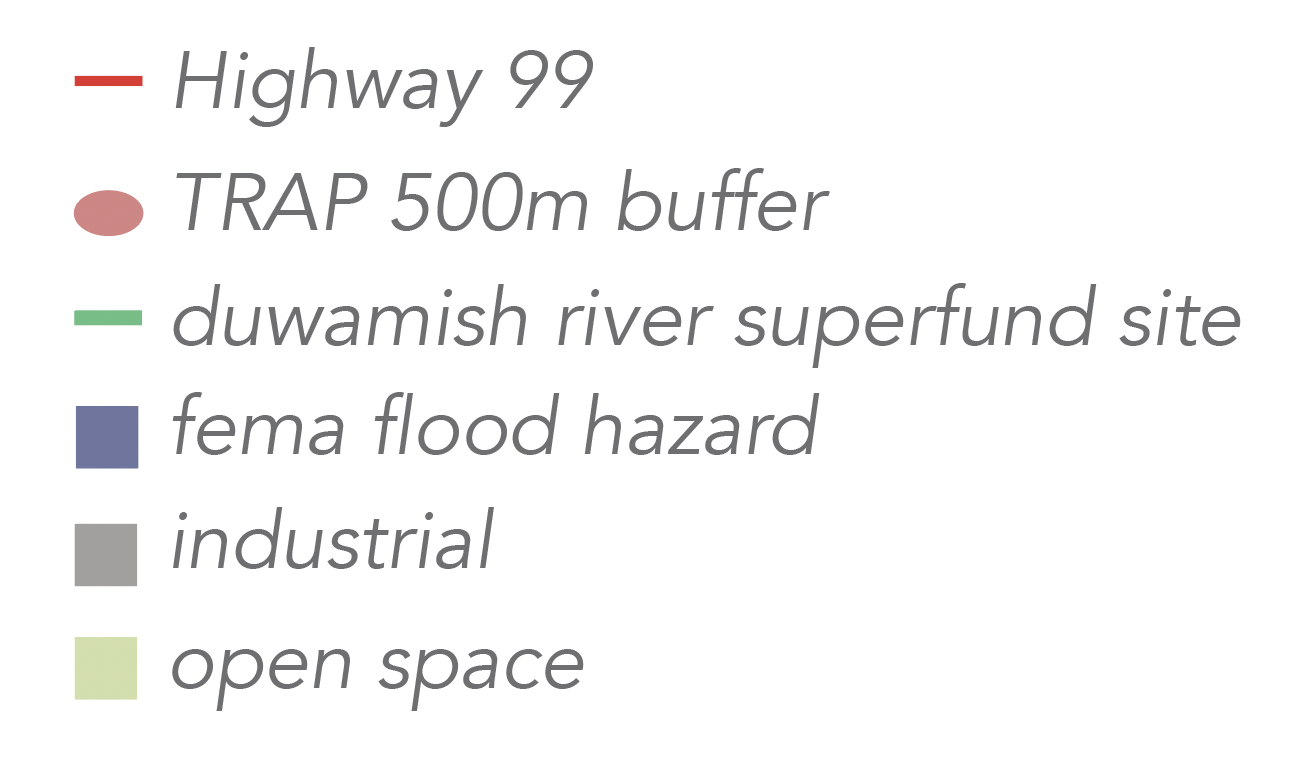 Highway 99
TRAP 500m buffer
duwamish river superfund site
fema flood hazard
industrial
open space